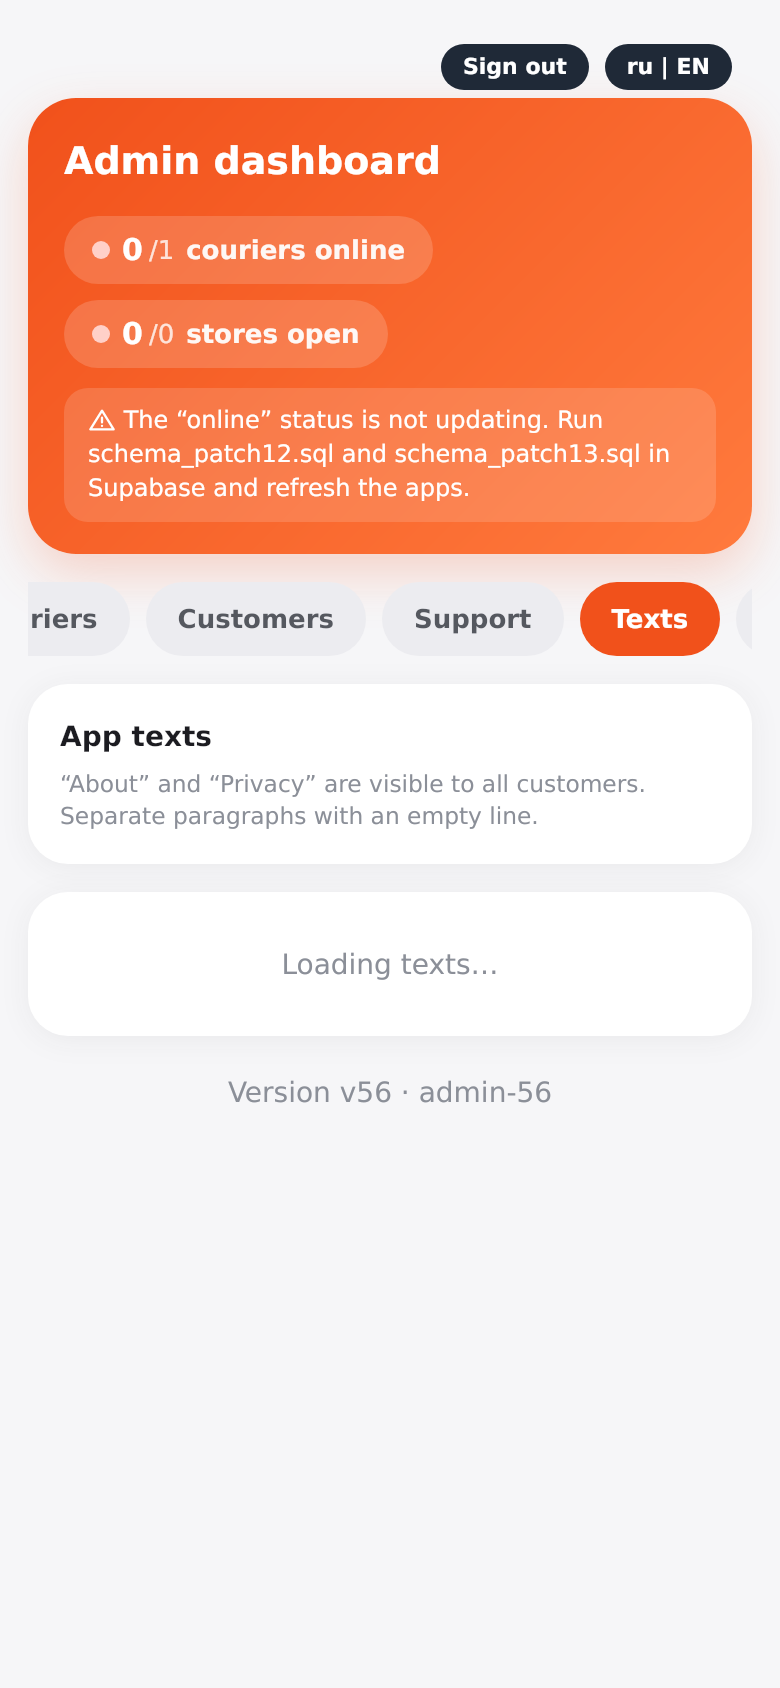 Sign out
ru | EN
Admin dashboard
0 /1 couriers online
0 /0 stores open
⚠ The “online” status is not updating. Run
schema_patch12.sql and schema_patch13.sql in
Supabase and refresh the apps.
riers
Customers
Support
Texts
App texts
“About” and “Privacy” are visible to all customers.
Separate paragraphs with an empty line.
Loading texts…
Version v56 · admin-56